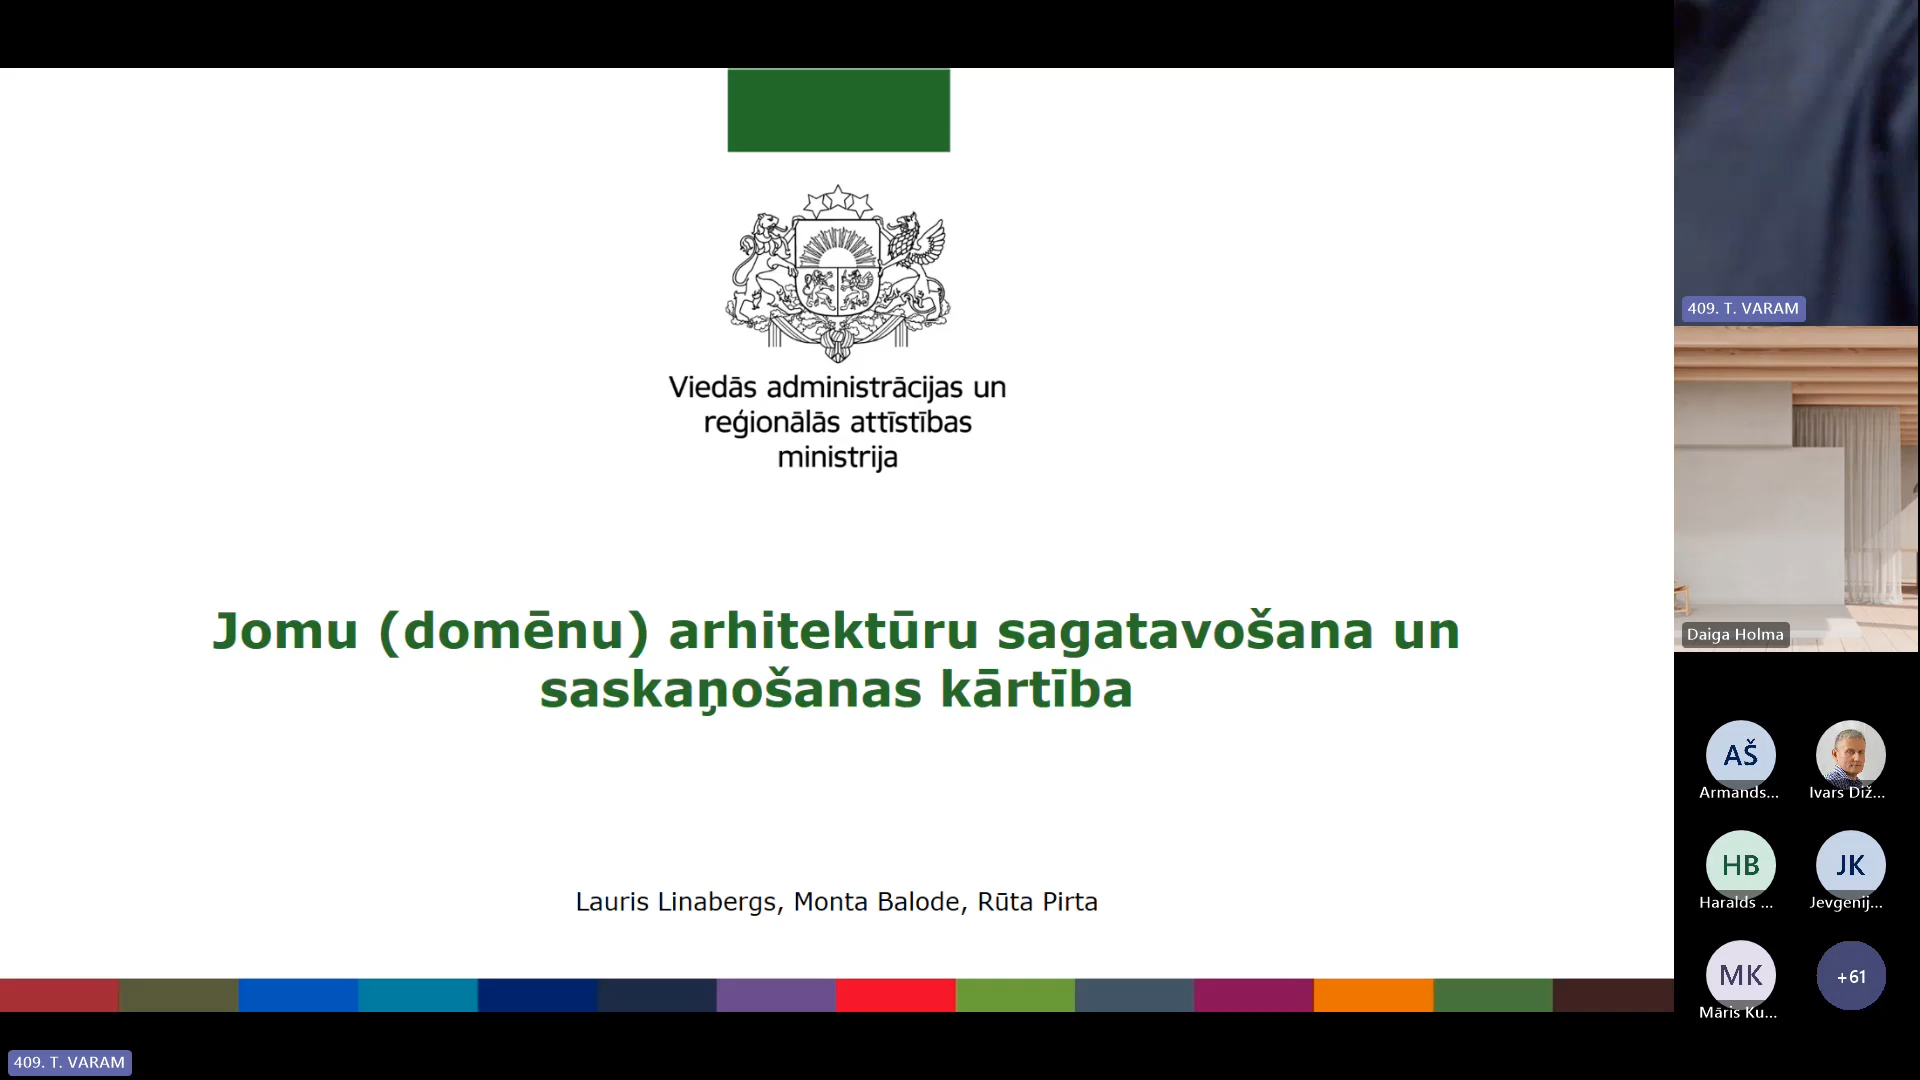 Viedās administrācijas un
reģionālās attīstības
ministrija
Jomu (domēnu) arhitektūru sagatavošana un
saskaņošanas kārtība
Lauris Linabergs, Monta Balode, Rūta Pirta
409. T. VARAM
409. T. VARAM
Daiga Holma
AŠ
Armands...
Ivars Diž...
HB
Haralds ...
JK
Jevgenij...
MK
Māris Ku...
+61